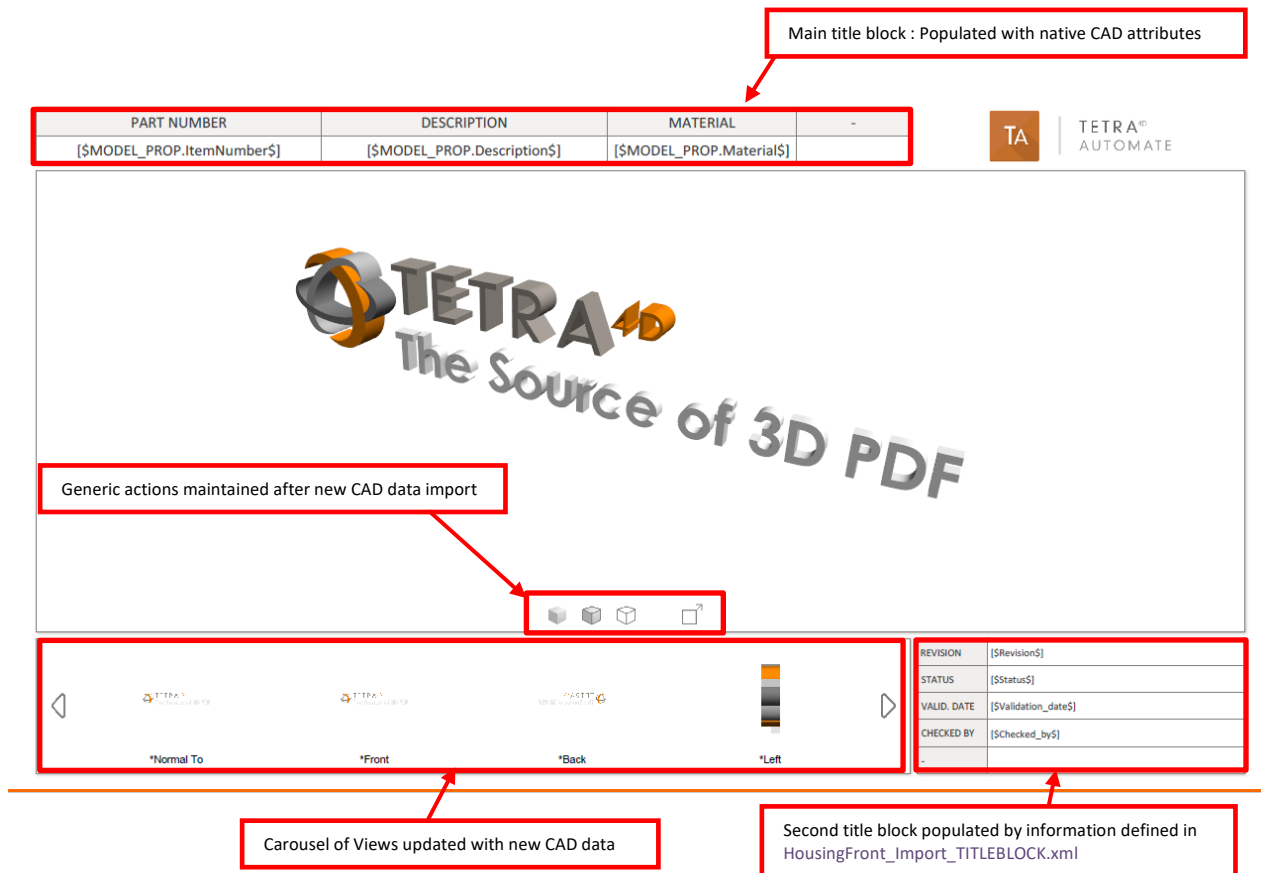 Main title block : Populated with native CAD attributes
PART NUMBER DESCRIPTION MATERIAL -
[$MODEL_PROP.ItemNumber$] [$MODEL_PROP.Description$] [$MODEL_PROP.Material$]
TA TETRA4D
AUTOMATE
TETRA4D
The Source of 3D PDF
Generic actions maintained after new CAD data import
*Normal To *Front *Back *Left
REVISION [$Revision$]
STATUS [$Status$]
VALID. DATE [$Validation_date$]
CHECKED BY [$Checked_by$]
-
Carousel of Views updated with new CAD data
Second title block populated by information defined in
HousingFront_Import_TITLEBLOCK.xml